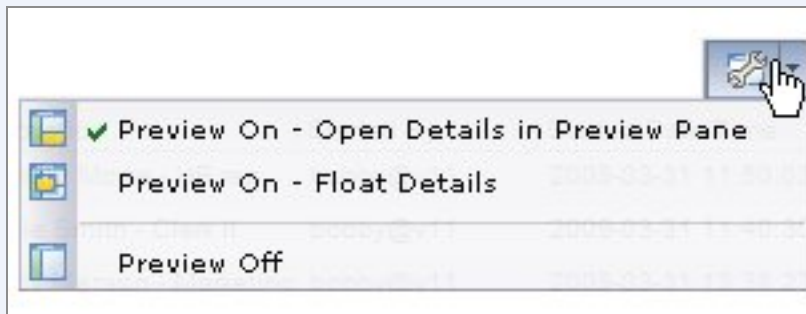 Preview On - Open Details in Preview Pane
Preview On - Float Details
Preview Off